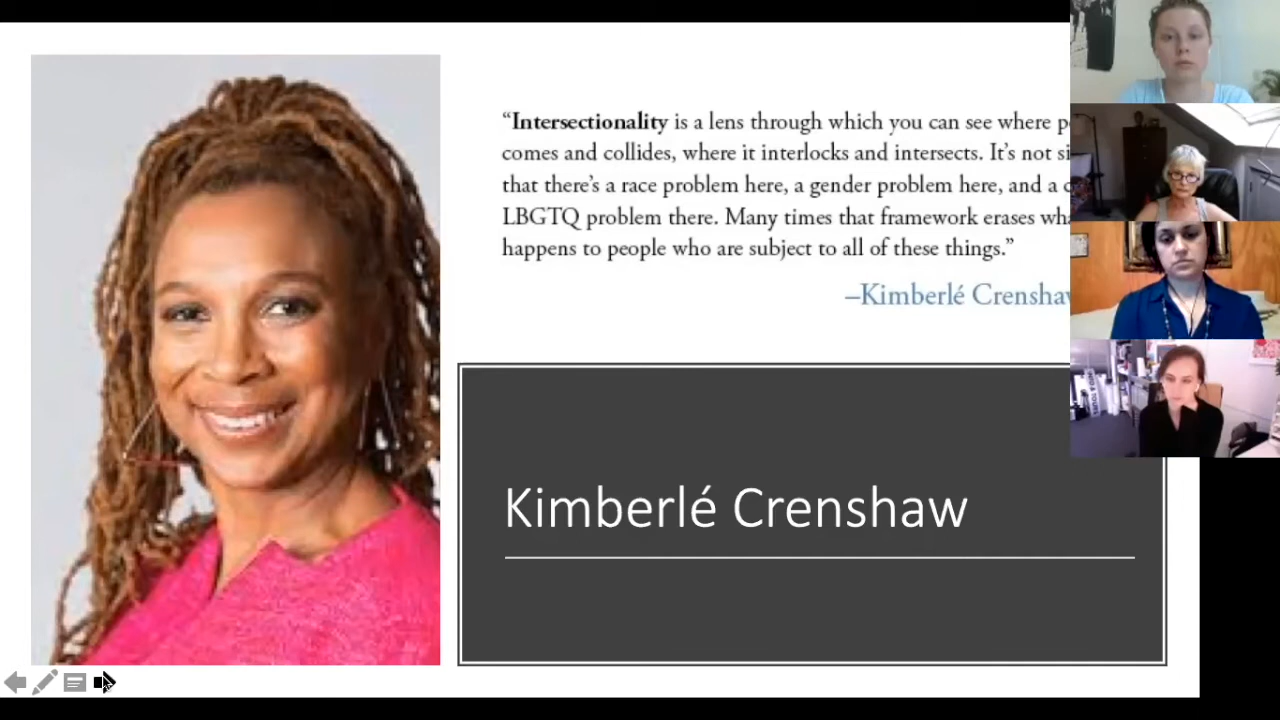 “Intersectionality is a lens through which you can see where
comes and collides, where it interlocks and intersects. It’s not
that there’s a race problem here, a gender problem here, and a
LBGTQ problem there. Many times that framework erases
happens to people who are subject to all of these things.”
–Kimberlé Crenshaw
Kimberlé Crenshaw